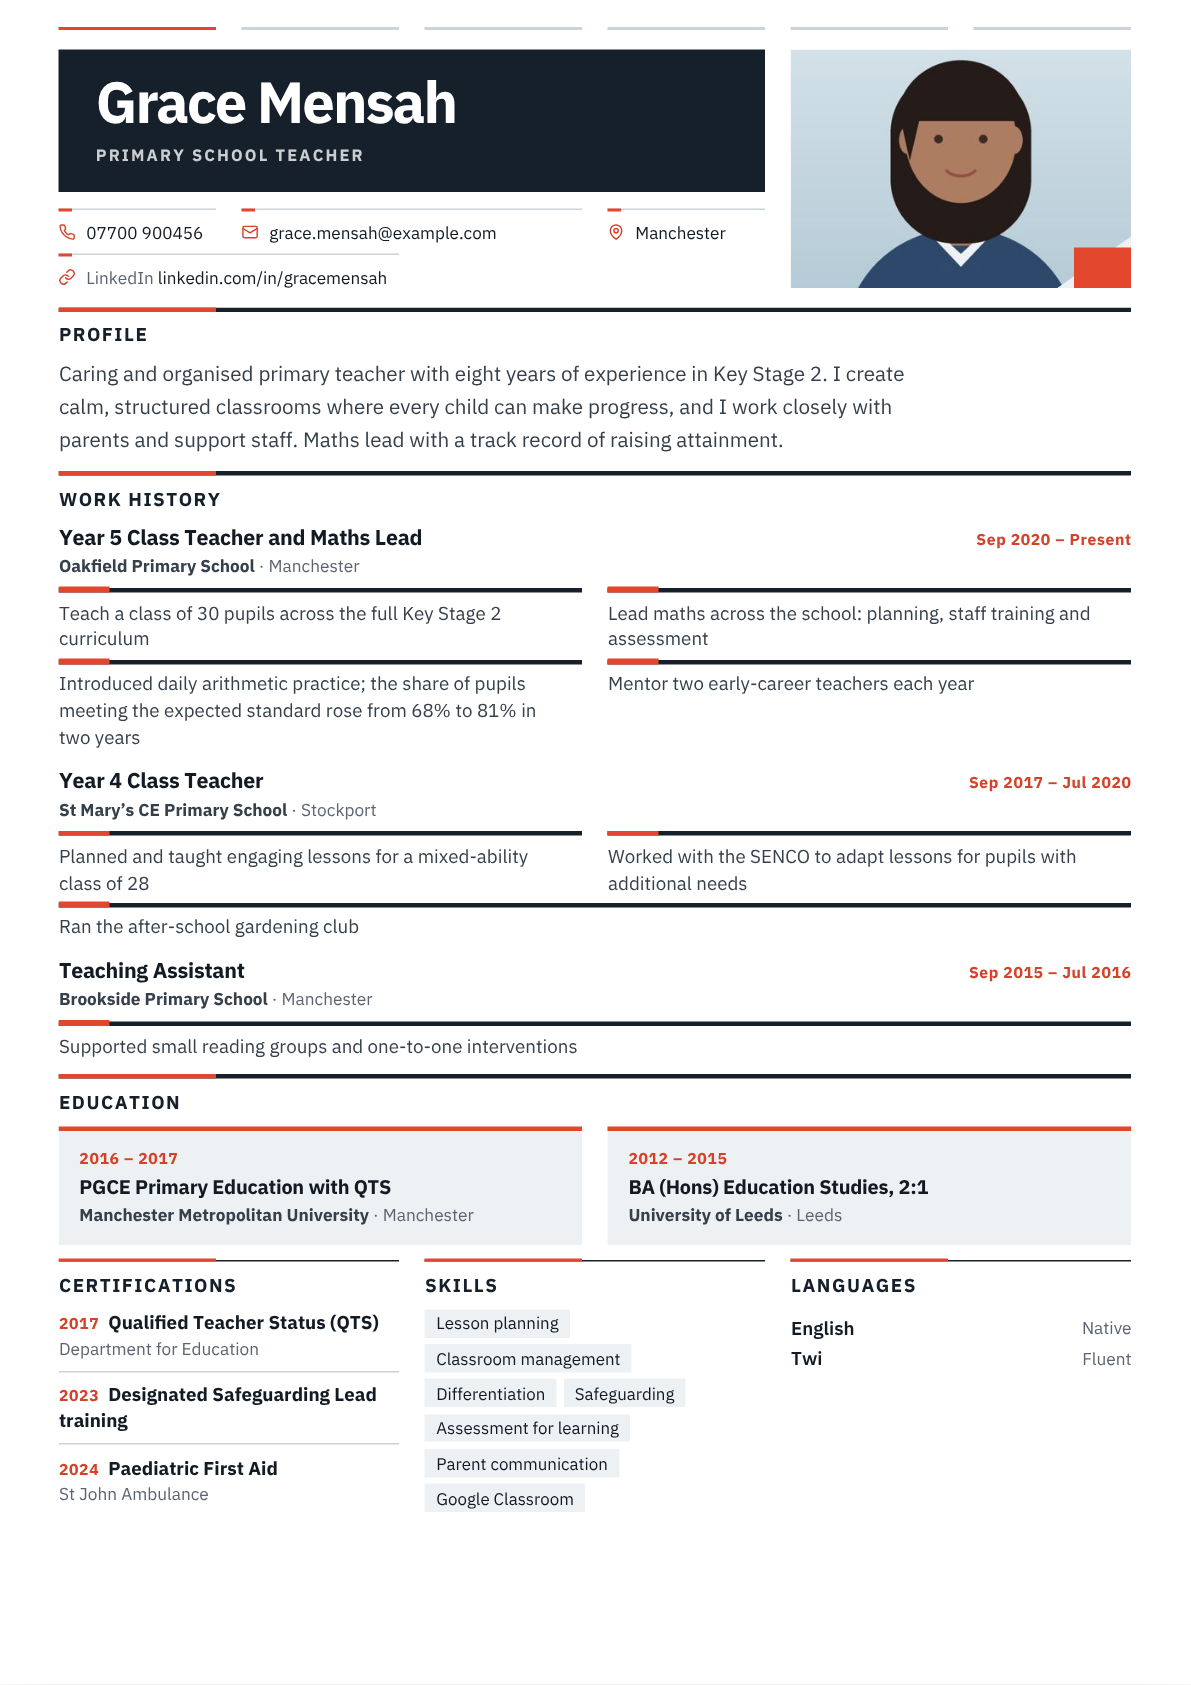 Grace Mensah
PRIMARY SCHOOL TEACHER
07700 900456
grace.mensah@example.com
Manchester
LinkedIn linkedin.com/in/gracemensah
PROFILE
Caring and organised primary teacher with eight years of experience in Key Stage 2. I create
calm, structured classrooms where every child can make progress, and I work closely with
parents and support staff. Maths lead with a track record of raising attainment.
WORK HISTORY
Year 5 Class Teacher and Maths Lead
Sep 2020 – Present
Oakfield Primary School · Manchester
Teach a class of 30 pupils across the full Key Stage 2
curriculum
Lead maths across the school: planning, staff training and
assessment
Introduced daily arithmetic practice; the share of pupils
meeting the expected standard rose from 68% to 81% in
two years
Mentor two early-career teachers each year
Year 4 Class Teacher
Sep 2017 – Jul 2020
St Mary’s CE Primary School · Stockport
Planned and taught engaging lessons for a mixed-ability
class of 28
Worked with the SENCO to adapt lessons for pupils with
additional needs
Ran the after-school gardening club
Teaching Assistant
Sep 2015 – Jul 2016
Brookside Primary School · Manchester
Supported small reading groups and one-to-one interventions
EDUCATION
2016 – 2017
PGCE Primary Education with QTS
Manchester Metropolitan University · Manchester
2012 – 2015
BA (Hons) Education Studies, 2:1
University of Leeds · Leeds
CERTIFICATIONS
2017 Qualified Teacher Status (QTS)
Department for Education
2023 Designated Safeguarding Lead
training
2024 Paediatric First Aid
St John Ambulance
SKILLS
Lesson planning
Classroom management
Differentiation Safeguarding
Assessment for learning
Parent communication
Google Classroom
LANGUAGES
English Native
Twi Fluent